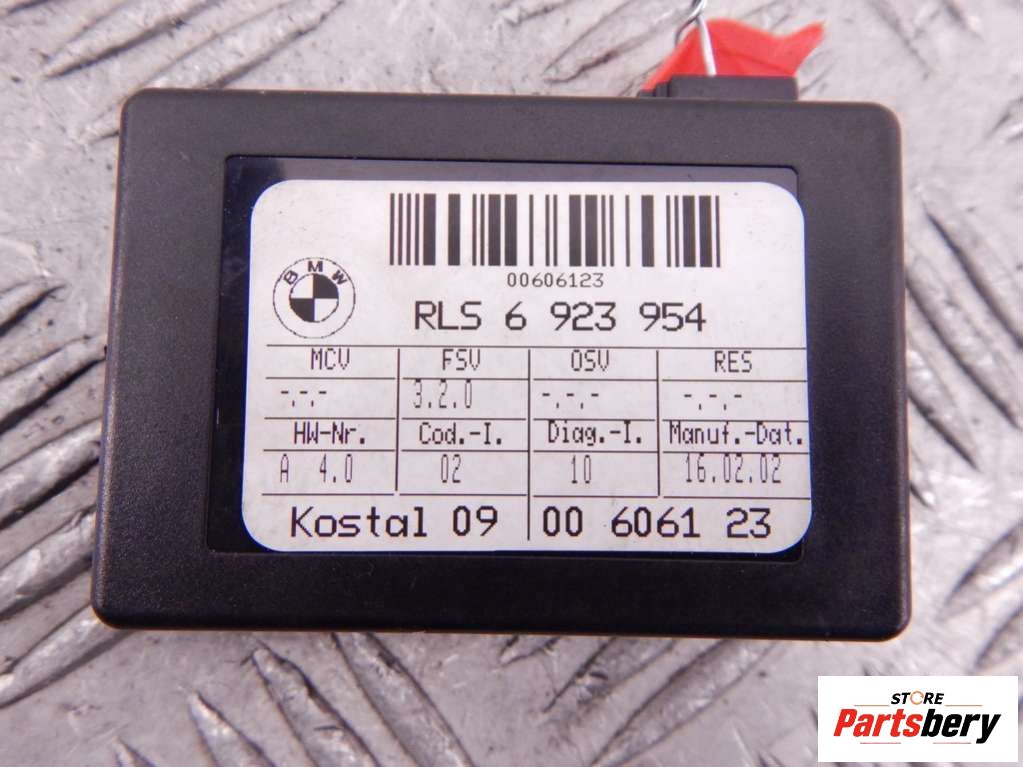 00606123
BMW
RLS 6 923 954
MCV FSV OSV RES
-.-.- 3.2.0 -.-.- -.-.-
HW-Nr. Cod.-I. Diag.-I. Manuf.-Dat.
A 4.0 02 10 16.02.02
Kostal 09 00 6061 23
STORE
Partsbery